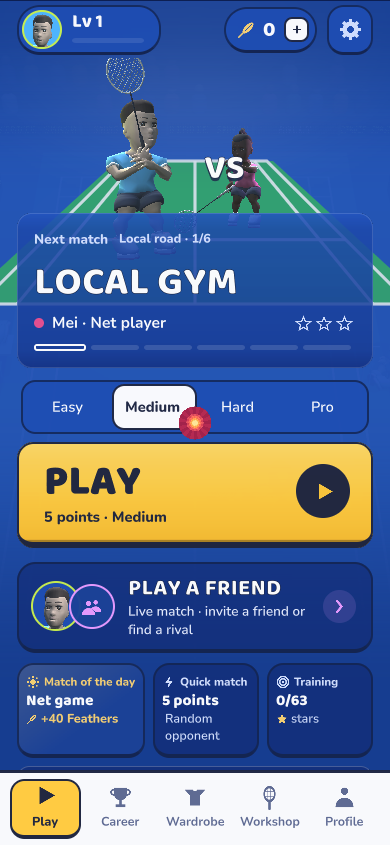 Lv 1
0
+
VS
Next match Local road · 1/6
LOCAL GYM
Mei · Net player
Easy
Medium
Hard
Pro
PLAY
5 points · Medium
PLAY A FRIEND
Live match · invite a friend or
find a rival
Match of the day
Net game
+40 Feathers
Quick match
5 points
Random
opponent
Training
0/63
stars
Play
Career
Wardrobe
Workshop
Profile